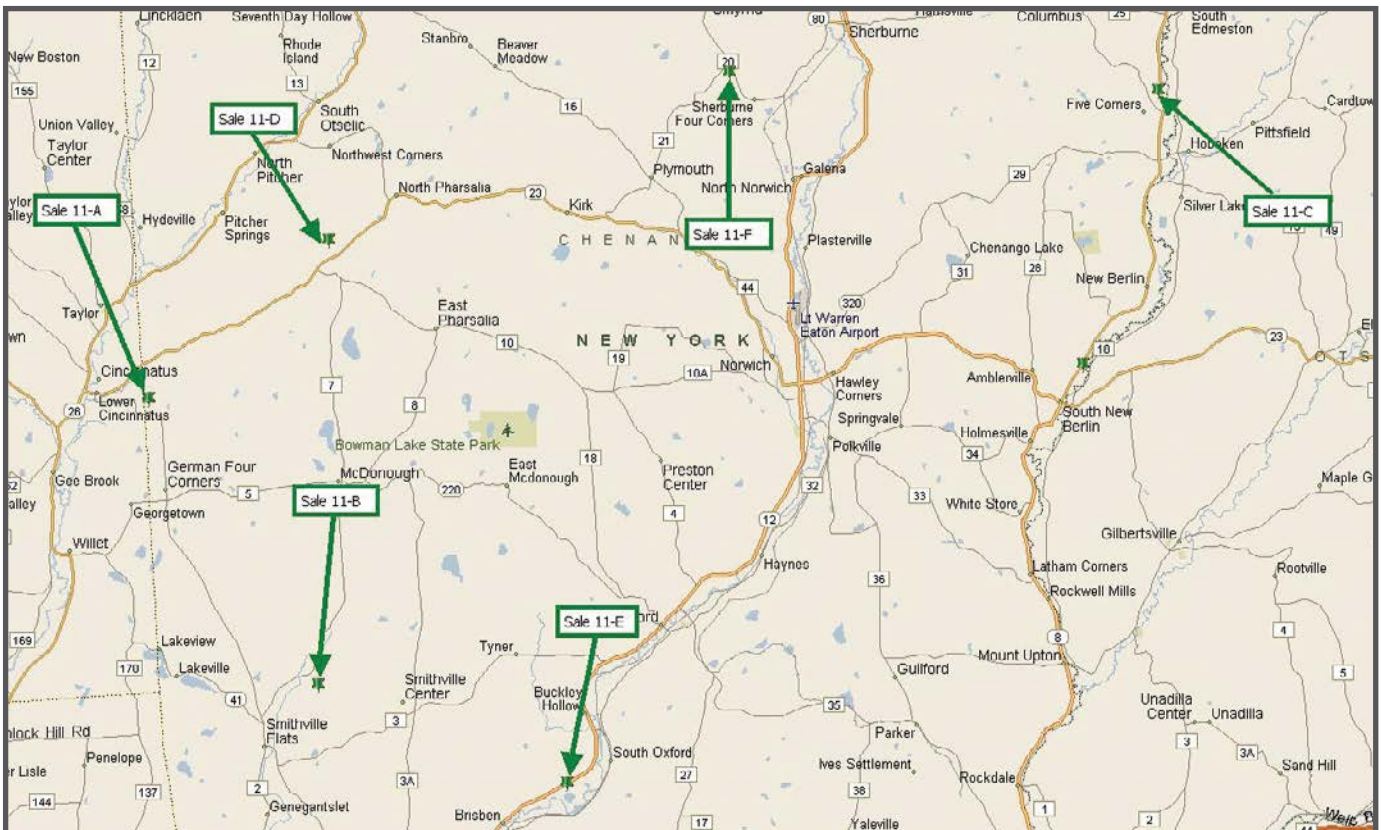 Lincklaen
Seventh Day Hollow
Smyrna
80
Sherburne
Columbus
25
South
Edmeston
New Boston
12
Rhode
Island
Stanbro
Beaver
Meadow
20
155
13
16
Five Corners
Union Valley
Taylor
Center
Sale 11-D
South
Otselic
Sherburne
Four Corners
Pittsfield
21
Hoboken
North
Pitcher
Northwest Corners
Plymouth
Galena
29
North Pharsalia
23
North Norwich
Sale 11-A
Hydeville
Pitcher
Springs
Kirk
Sale 11-F
Sale 11-C
49
CHENAN
Plasterville
Chenango Lake
31
28
New Berlin
Taylor
East
Pharsalia
44
320
Lt Warren
Eaton Airport
10
NEW YORK
19
10A
Norwich
10
23
Cincinnatus
Lower
Cincinnatus
26
7
8
Hawley
Corners
Amblerville
South New
Berlin
Springvale
Holmesville
Bowman Lake State Park
Polkville
34
Gee Brook
German Four
Corners
McDonough
East
Mcdonough
18
Preston
Center
5
220
32
33
White Store
Maple G
Georgetown
Sale 11-B
4
12
Gilbertsville
Willet
Haynes
36
Latham Corners
Rockwell Mills
Rootville
Sale 11-E
ord
169
8
4
Lakeview
Tyner
170
Lakeville
Guilford
Mount Upton
5
41
Smithville
Center
Buckley
Hollow
3
35
Unadilla
Center
Unadilla
Smithville
Flats
Parker
3
3A
South Oxford
Penelope
Ives Settlement
Sand Hill
3A
27
Rockdale
137
2
38
144
Genegantslet
Brisben
17
Yaleville
1
2